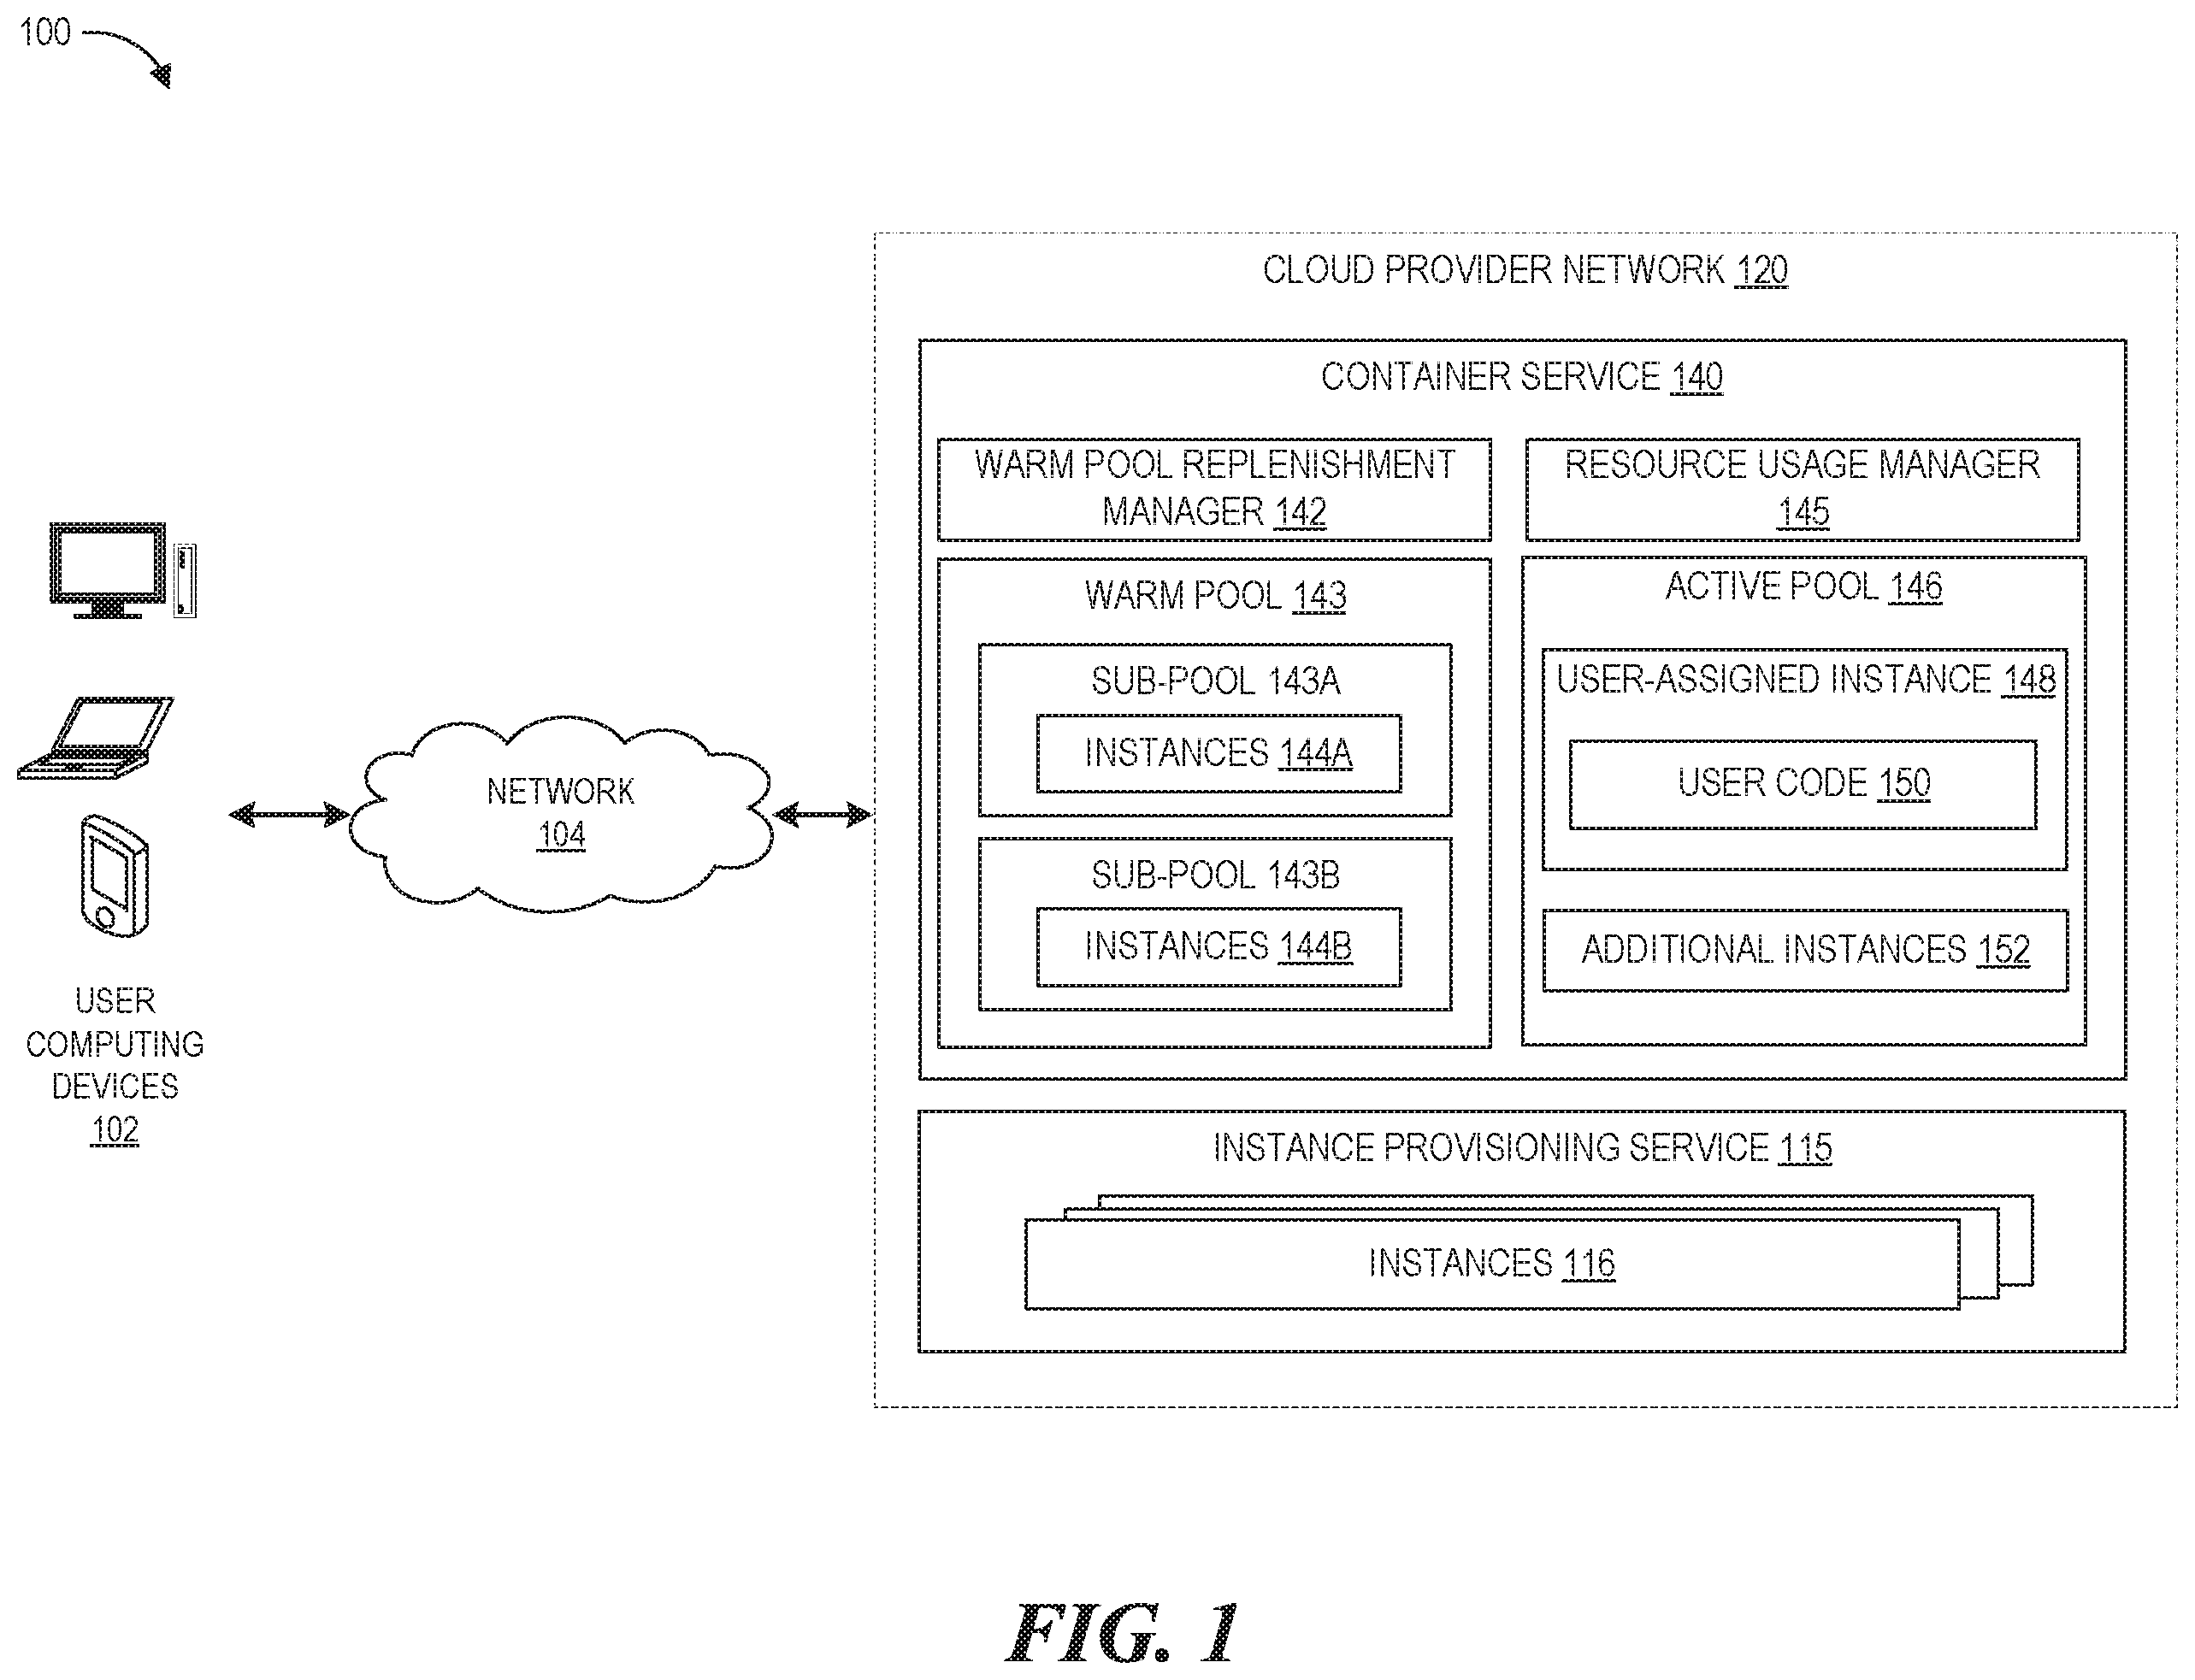 100
CLOUD PROVIDER NETWORK 120
CONTAINER SERVICE 140
WARM POOL REPLENISHMENT
MANAGER 142
RESOURCE USAGE MANAGER
145
WARM POOL 143
SUB-POOL 143A
INSTANCES 144A
SUB-POOL 143B
INSTANCES 144B
ACTIVE POOL 146
USER-ASSIGNED INSTANCE 148
USER CODE 150
ADDITIONAL INSTANCES 152
NETWORK
104
USER
COMPUTING
DEVICES
102
INSTANCE PROVISIONING SERVICE 115
INSTANCES 116
FIG. 1